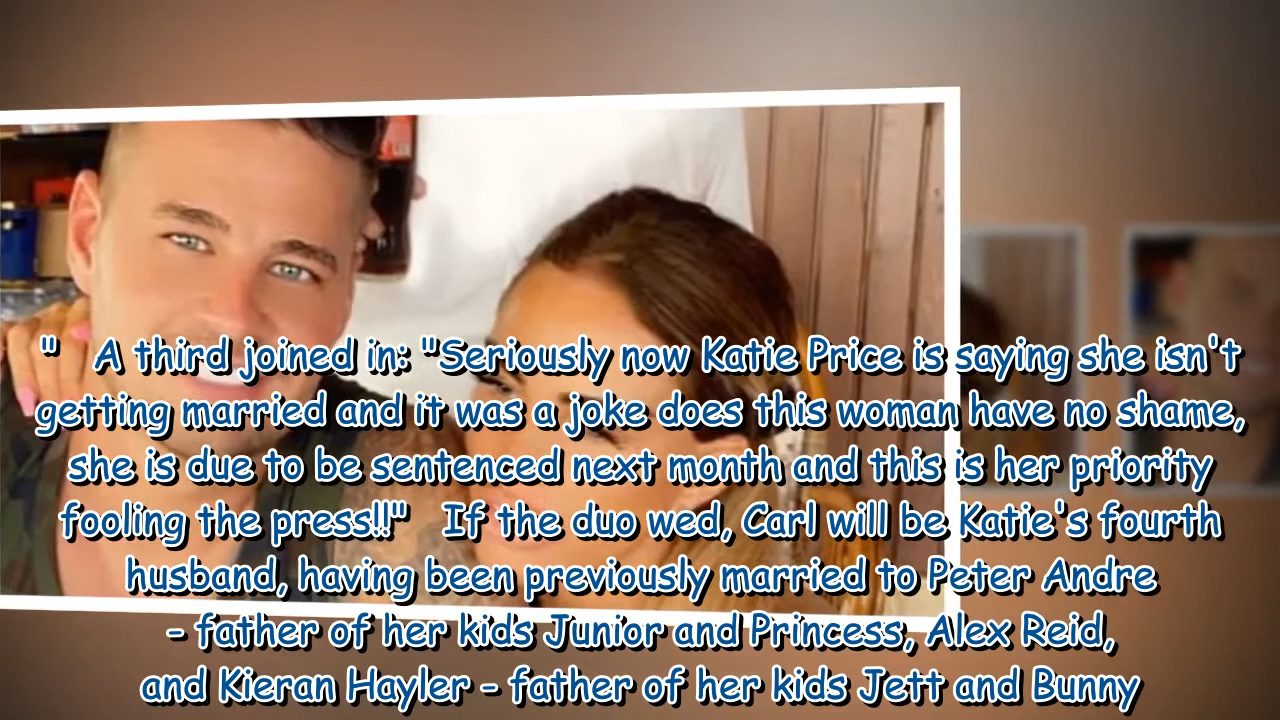 "   A third joined in: "Seriously now Katie Price is saying she isn't
getting married and it was a joke does this woman have no shame,
she is due to be sentenced next month and this is her priority
fooling the press!!"   If the duo wed, Carl will be Katie's fourth
husband, having been previously married to Peter Andre
- father of her kids Junior and Princess, Alex Reid,
and Kieran Hayler - father of her kids Jett and Bunny